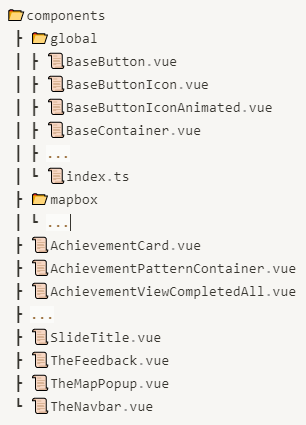 components
global
BaseButton.vue
BaseButtonIcon.vue
BaseButtonIconAnimated.vue
BaseContainer.vue
...
index.ts
mapbox
...
AchievementCard.vue
AchievementPatternContainer.vue
AchievementViewCompletedAll.vue
...
SlideTitle.vue
TheFeedback.vue
TheMapPopup.vue
TheNavbar.vue